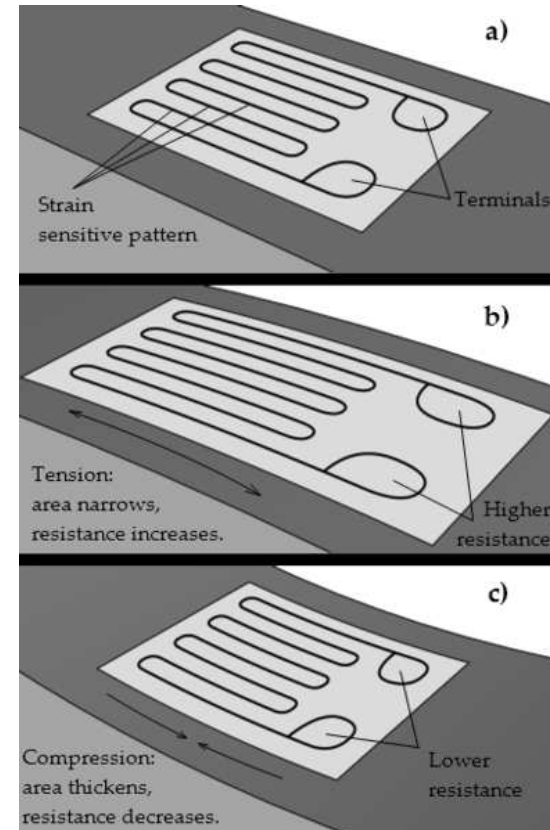 a)
Strain
sensitive pattern
Terminals
b)
Tension:
area narrows,
resistance increases.
Higher
resistance
c)
Compression:
area thickens,
resistance decreases.
Lower
resistance